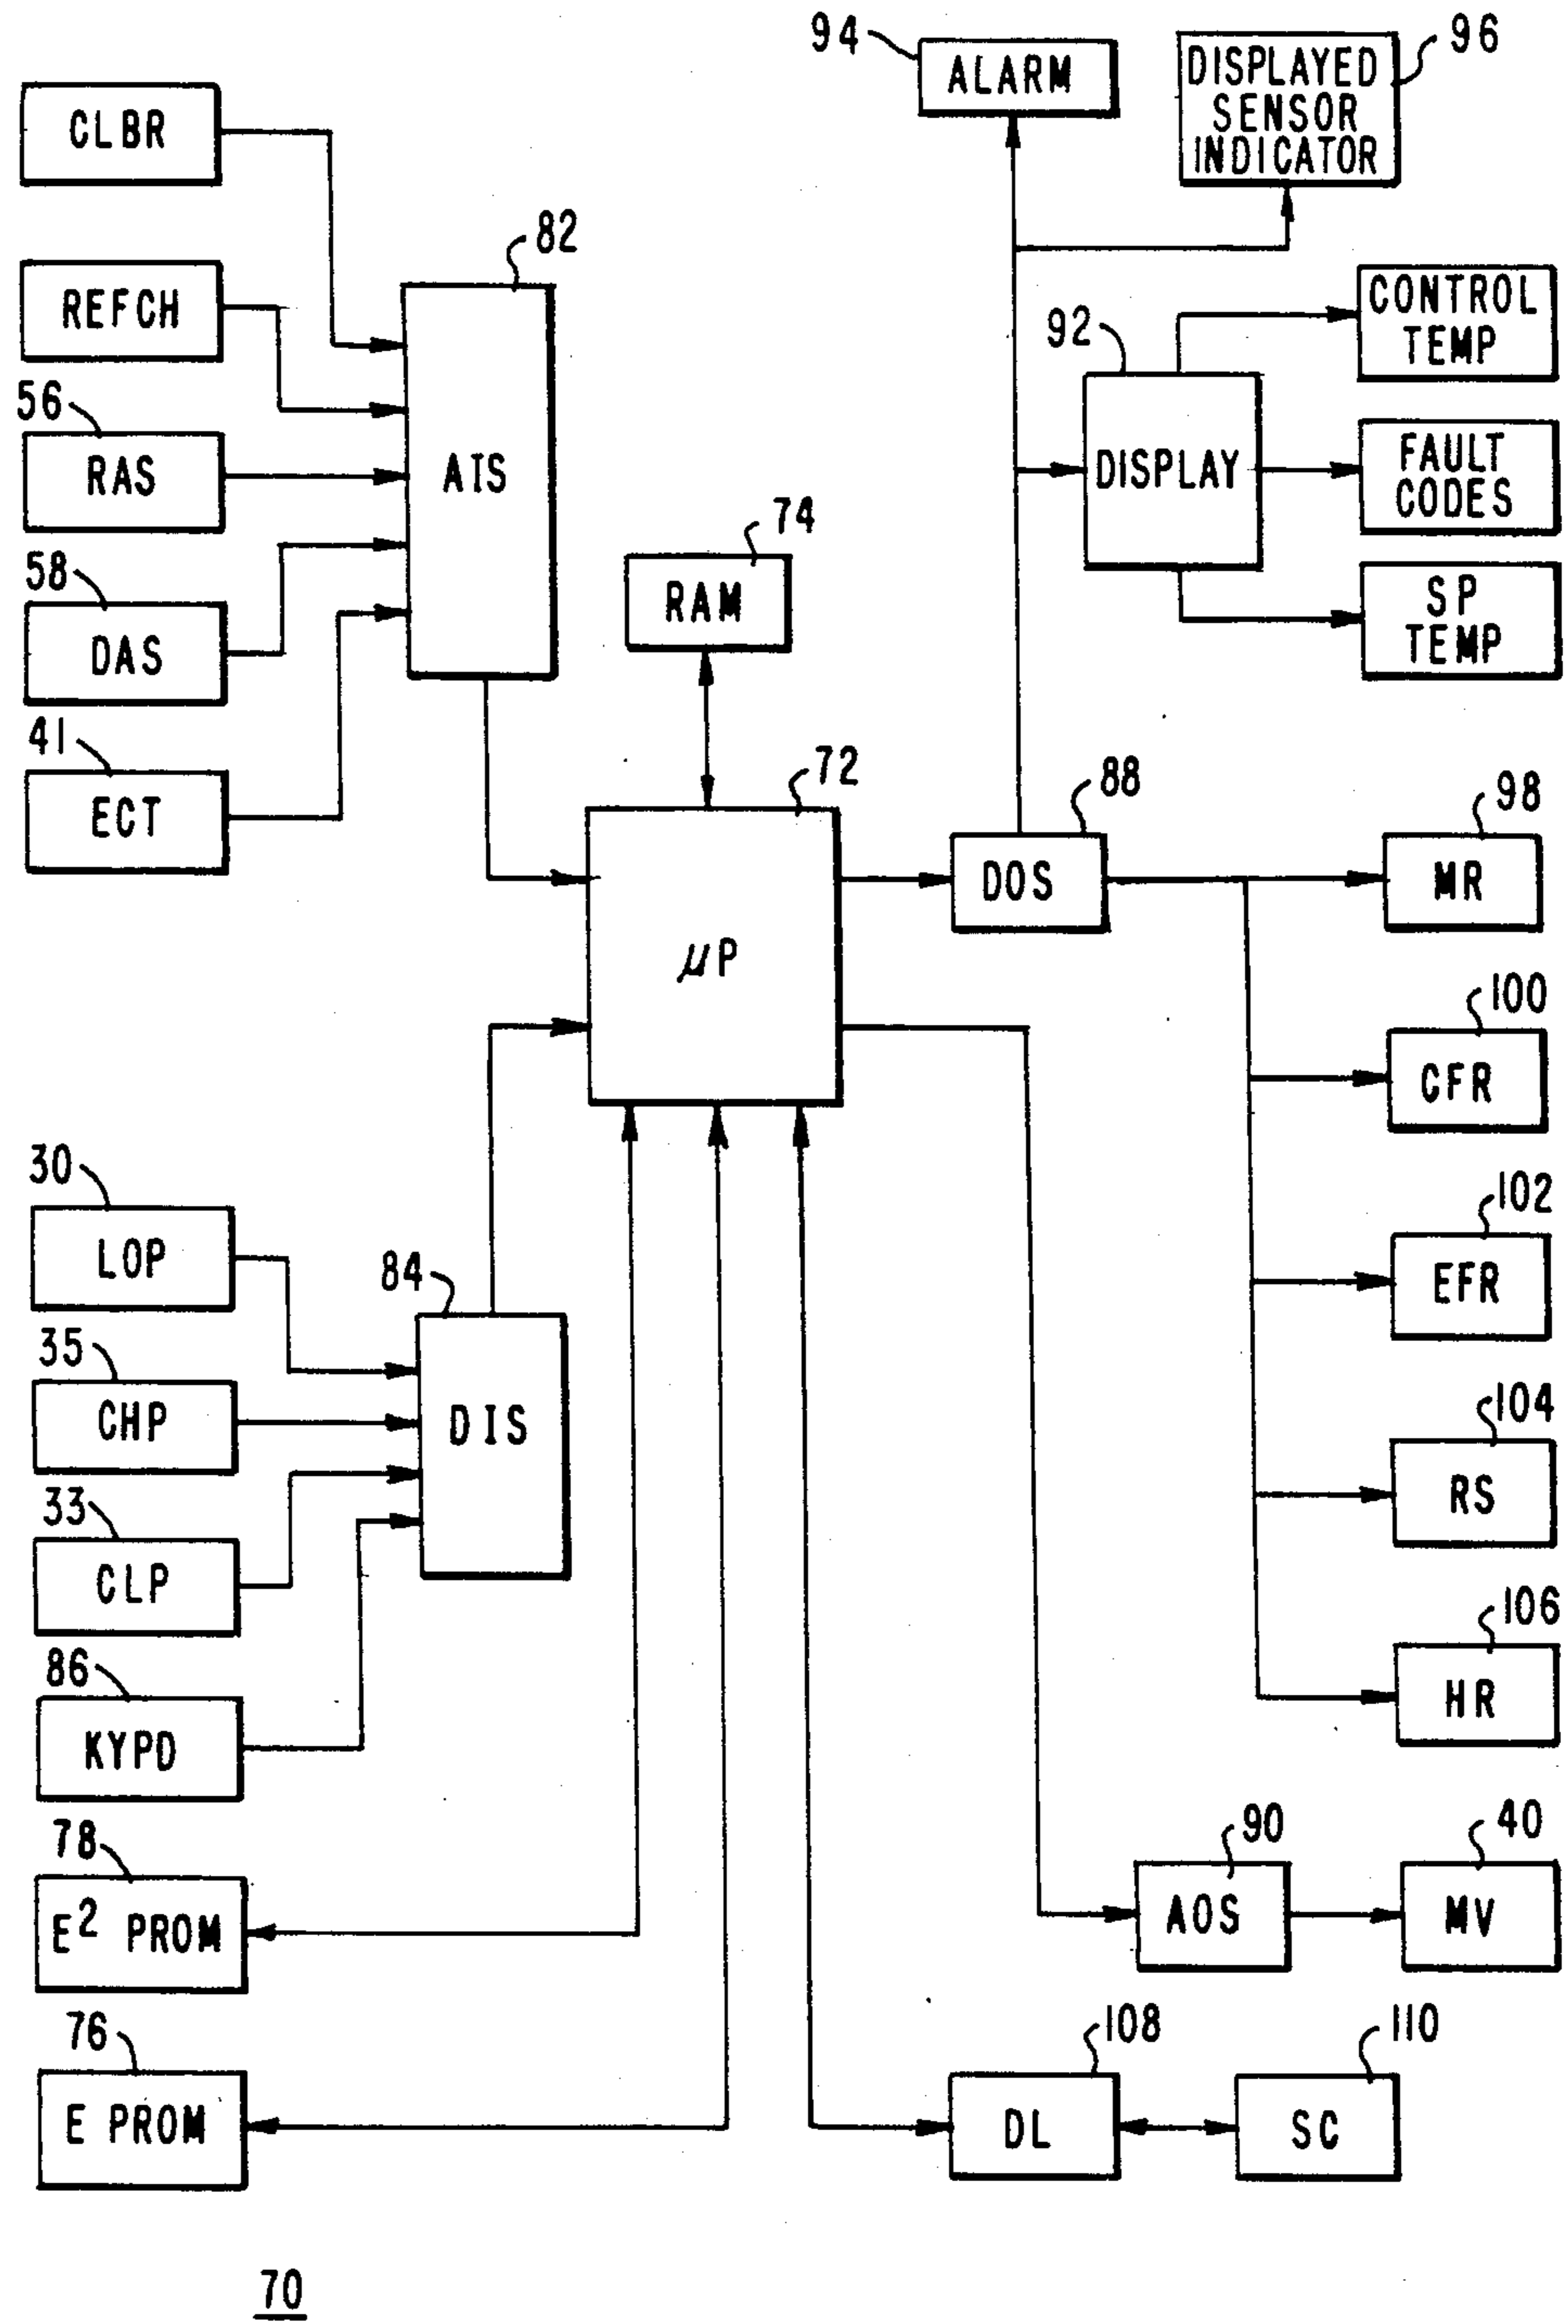 94
ALARM
DISPLAYED
SENSOR
INDICATOR
96
CLBR
82
REFCH
CONTROL
TEMP
92
56
RAS
AIS
DISPLAY
FAULT
CODES
74
RAM
58
DAS
SP
TEMP
41
ECT
72
88
98
DOS
MR
μP
100
CFR
30
LOP
102
EFR
84
35
CHP
DIS
104
RS
33
CLP
106
HR
86
KYPD
78
E2 PROM
90
AOS
40
MV
76
E PROM
108
DL
110
SC
70